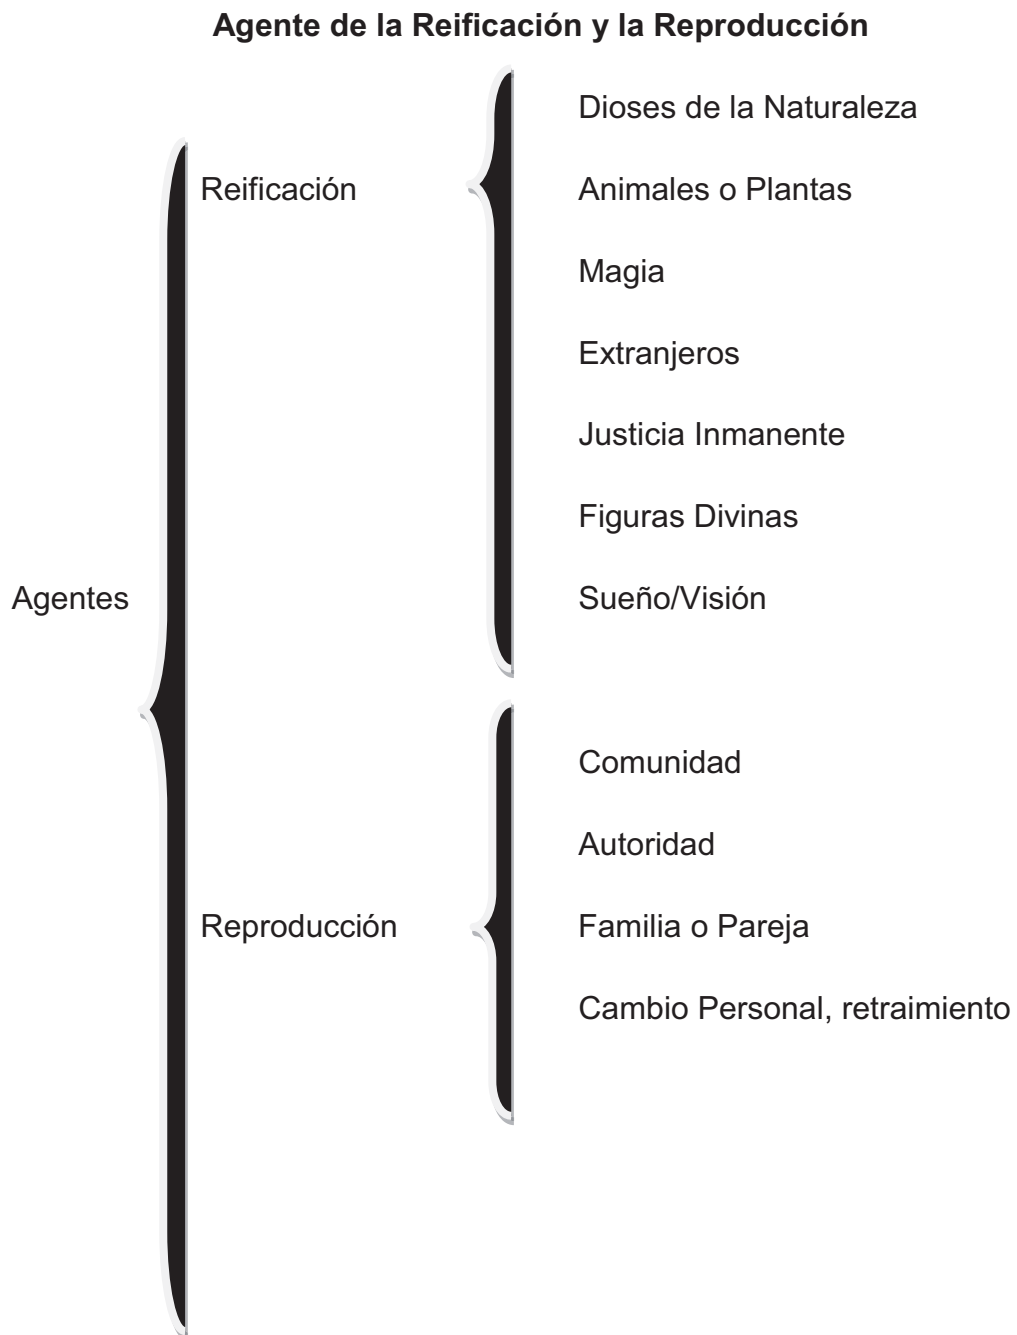 Agente de la Reificación y la Reproducción
Dioses de la Naturaleza
Reificación
Animales o Plantas
Magia
Extranjeros
Justicia Inmanente
Figuras Divinas
Agentes
Sueño/Visión
Comunidad
Autoridad
Reproducción
Familia o Pareja
Cambio Personal, retraimiento